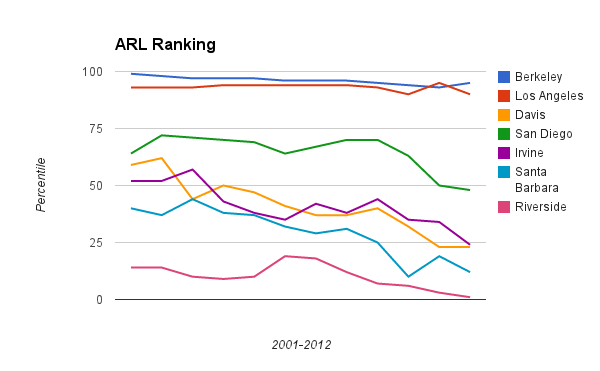 ARL Ranking
100
75
50
25
0
Percentile
2001-2012
Berkeley
Los Angeles
Davis
San Diego
Irvine
Santa
Barbara
Riverside